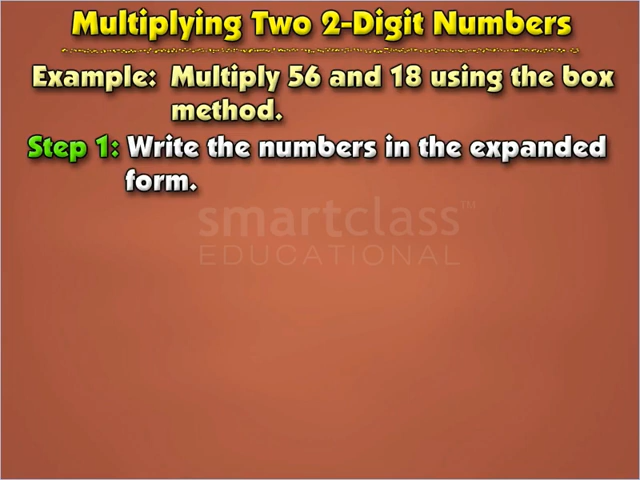 Multiplying Two 2-Digit Numbers
Example: Multiply 56 and 18 using the box
method.
Step 1: Write the numbers in the expanded
form.
smartclass™
EDUCATIONAL